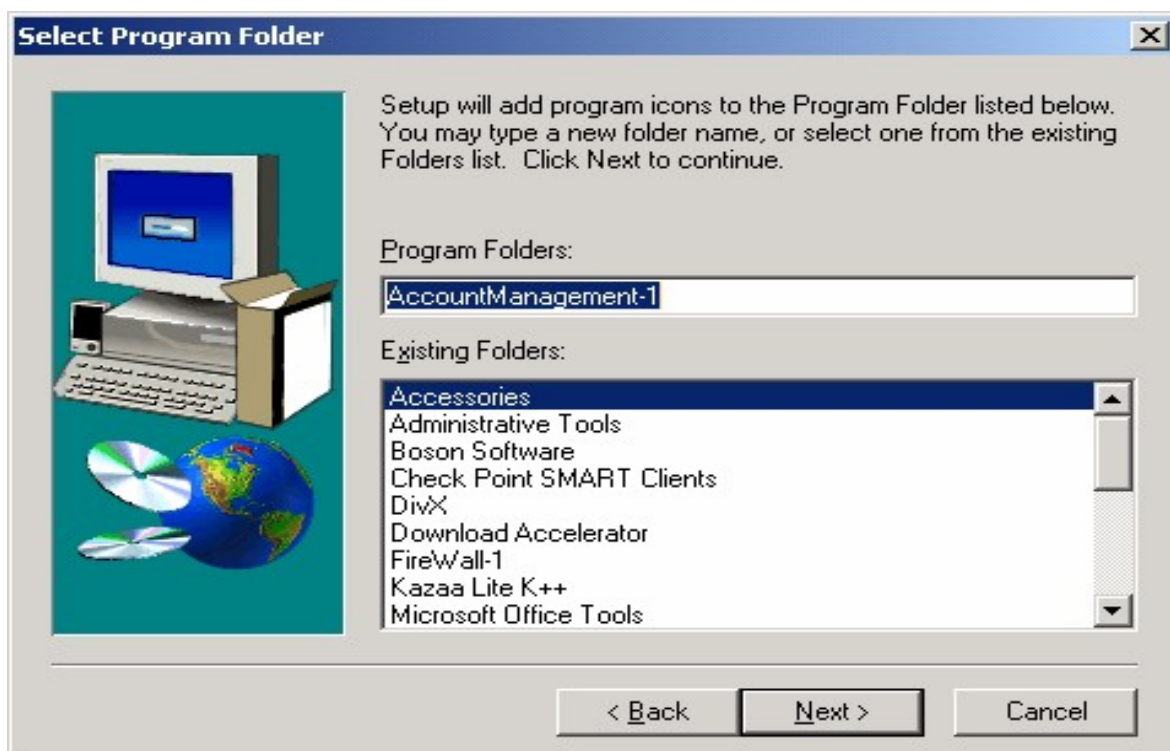 Select Program Folder
Setup will add program icons to the Program Folder listed below.
You may type a new folder name, or select one from the existing
Folders list.  Click Next to continue.
Program Folders:
AccountManagement-1
Existing Folders:
Accessories
Administrative Tools
Boson Software
Check Point SMART Clients
DivX
Download Accelerator
FireWall-1
Kazaa Lite K++
Microsoft Office Tools
< Back
Next >
Cancel